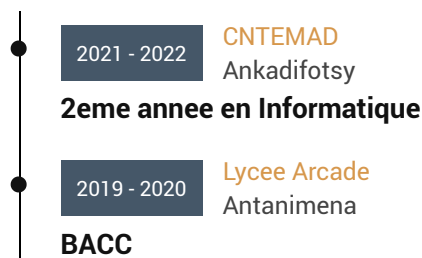 2021 - 2022
CNTEMAD
Ankadifotsy
2eme annee en Informatique
2019 - 2020
Lycee Arcade
Antanimena
BACC